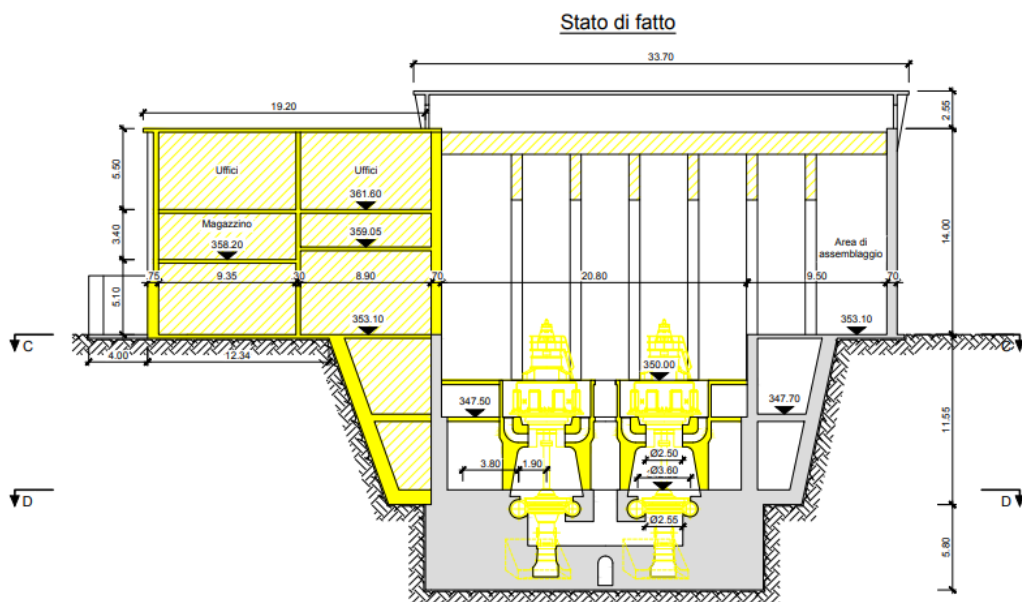 Stato di fatto
33.70
19.20
2.55
5.50
Uffici
Uffici
361.60
3.40
Magazzino
358.20
359.05
Area di
assemblaggio
14.00
.75
9.35
.30
8.90
.70
20.80
9.50
.70
5.10
353.10
353.10
C
C
4.00
12.34
350.00
347.50
347.70
11.55
Ø2.50
3.80
1.90
Ø3.60
D
D
Ø2.55
5.80